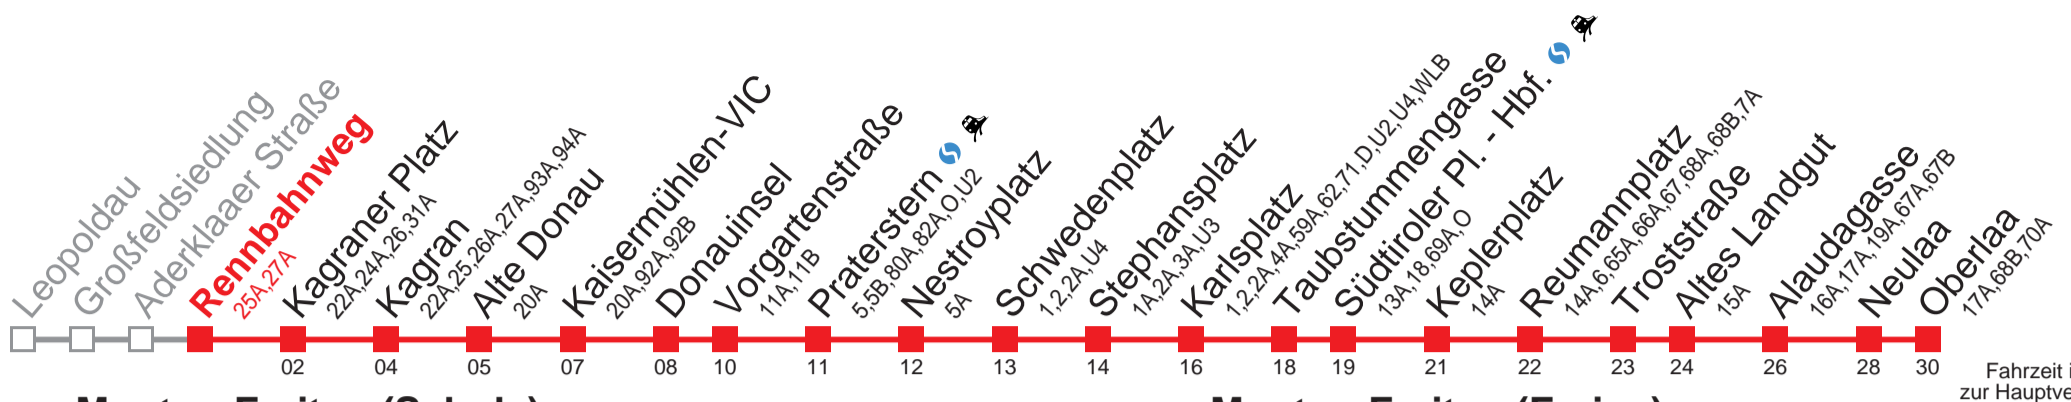 Leopoldau
Großfeldsiedlung
Aderklaaer Straße
Rennbahnweg
25A,27A
Kagraner Platz
22A,24A,26,31A
Kagran
22A,25,26A,27A,93A,94A
Alte Donau
20A
Kaisermühlen-VIC
20A,92A,92B
Donauinsel
Vorgartenstraße
11A,11B
Praterstern
5,5B,80A,82A,O,U2
Nestroyplatz
5A
Schwedenplatz
1,2,2A,U4
Stephansplatz
1A,2A,3A,U3
Karlsplatz
1,2,2A,4A,59A,62,71,D,U2,U4,WLB
Taubstummengasse
Südtiroler Pl. - Hbf.
13A,18,69A,O
Keplerplatz
14A
Reumannplatz
14A,6,65A,66A,67,68A,68B,7A
Troststraße
Altes Landgut
15A
Alaudagasse
16A,17A,19A,67A,67B
Neulaa
Oberlaa
17A,68B,70A
02 04 05 07 08 10 11 12 13 14 16 18 19 21 22 23 24 26 28 30
Fahrzeit i
zur Hauptve